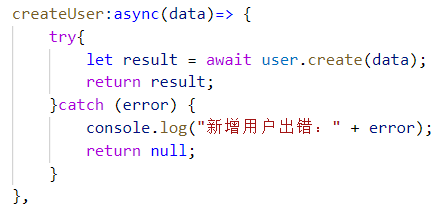 createUser:async(data)=> {
    try{
        let result = await user.create(data);
        return result;
    }catch (error) {
        console.log("新增用户出错：" + error);
        return null;
    }
},